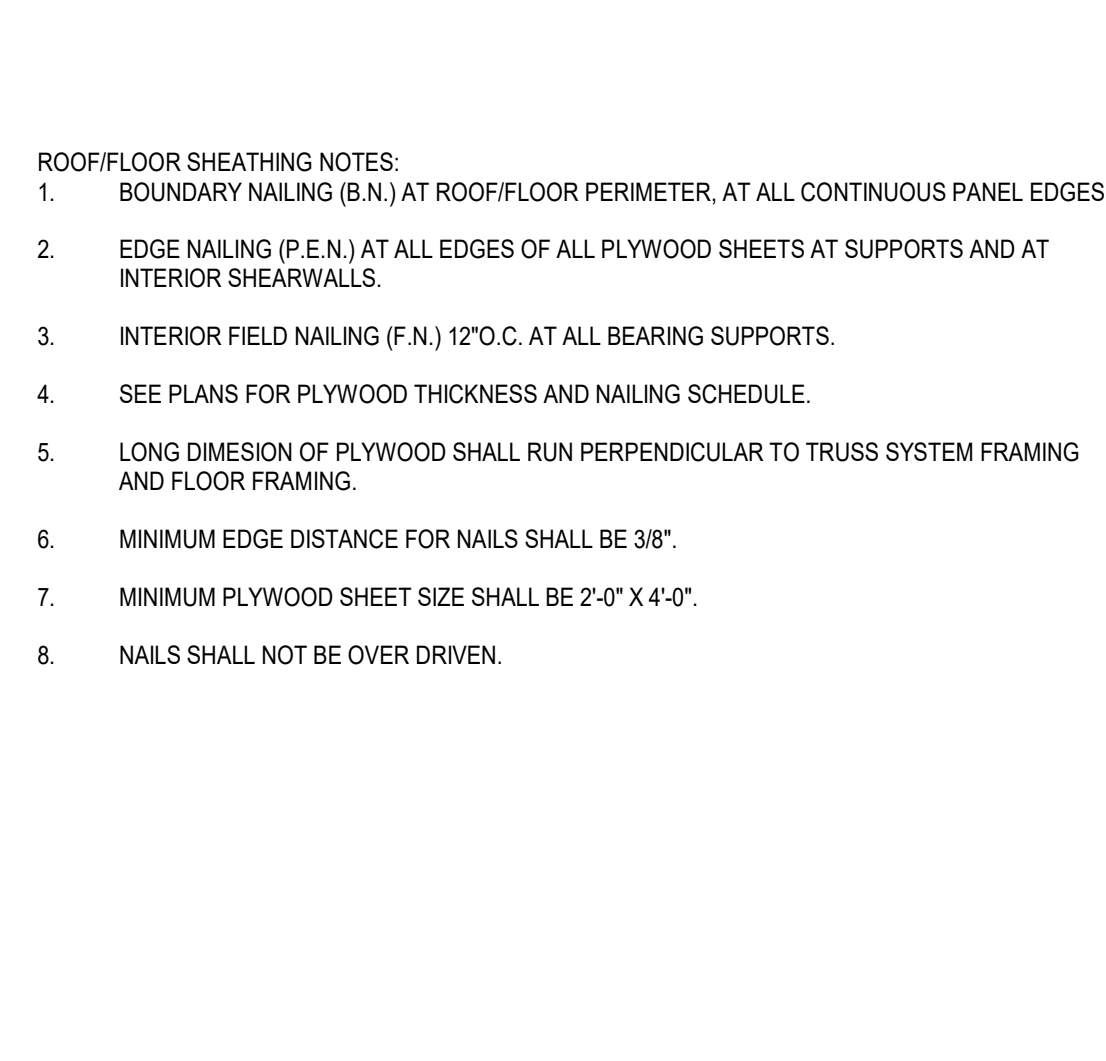 ROOF/FLOOR SHEATHING NOTES:
1. BOUNDARY NAILING (B.N.) AT ROOF/FLOOR PERIMETER, AT ALL CONTINUOUS PANEL EDGES
2. EDGE NAILING (P.E.N.) AT ALL EDGES OF ALL PLYWOOD SHEETS AT SUPPORTS AND AT
INTERIOR SHEARWALLS.
3. INTERIOR FIELD NAILING (F.N.) 12"O.C. AT ALL BEARING SUPPORTS.
4. SEE PLANS FOR PLYWOOD THICKNESS AND NAILING SCHEDULE.
5. LONG DIMESION OF PLYWOOD SHALL RUN PERPENDICULAR TO TRUSS SYSTEM FRAMING
AND FLOOR FRAMING.
6. MINIMUM EDGE DISTANCE FOR NAILS SHALL BE 3/8".
7. MINIMUM PLYWOOD SHEET SIZE SHALL BE 2'-0" X 4'-0".
8. NAILS SHALL NOT BE OVER DRIVEN.